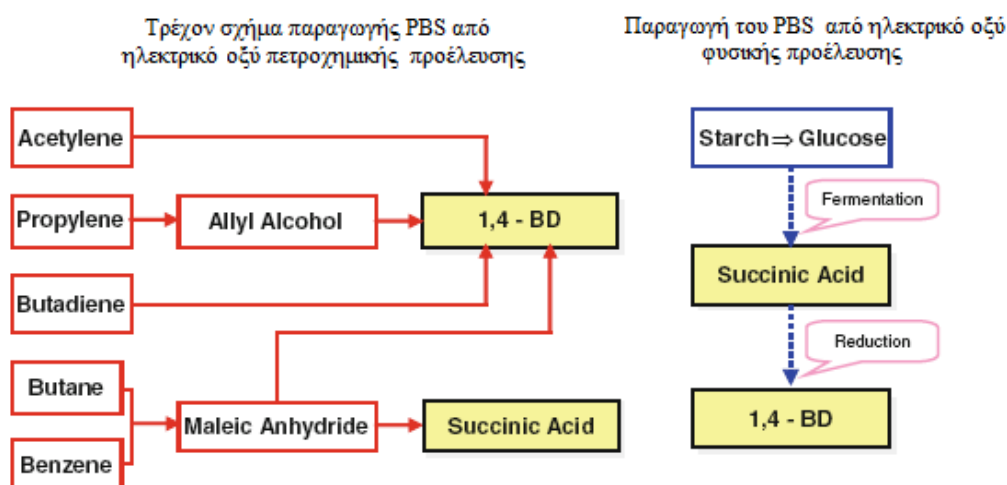 Τρέχον σχήμα παραγωγής PBS από
ηλεκτρικό οξύ πετροχημικής προέλευσης
Παραγωγή του PBS από ηλεκτρικό οξύ
φυσικής προέλευσης
Acetylene
Propylene
Allyl Alcohol
1,4 - BD
Butadiene
Butane
Maleic Anhydride
Succinic Acid
Benzene
Starch ⇒ Glucose
Fermentation
Succinic Acid
Reduction
1,4 - BD